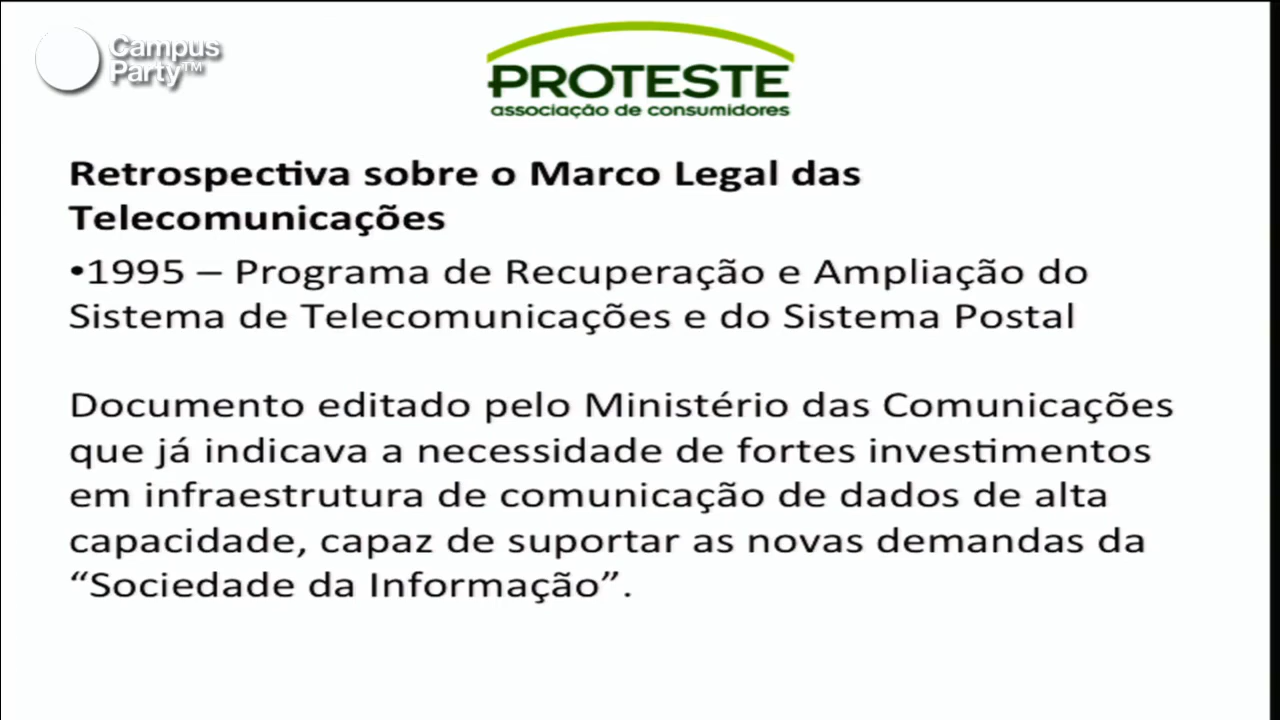 Campus
Party™
PROTESTE
associação de consumidores
Retrospectiva sobre o Marco Legal das
Telecomunicações
•1995 – Programa de Recuperação e Ampliação do
Sistema de Telecomunicações e do Sistema Postal
Documento editado pelo Ministério das Comunicações
que já indicava a necessidade de fortes investimentos
em infraestrutura de comunicação de dados de alta
capacidade, capaz de suportar as novas demandas da
“Sociedade da Informação”.